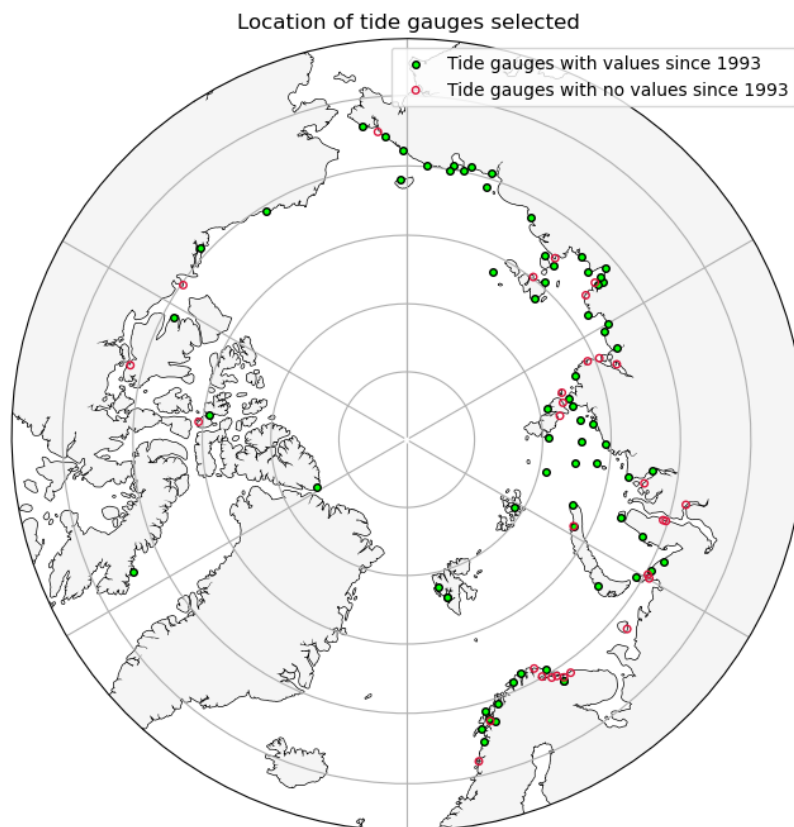 Location of tide gauges selected
Tide gauges with values since 1993
Tide gauges with no values since 1993